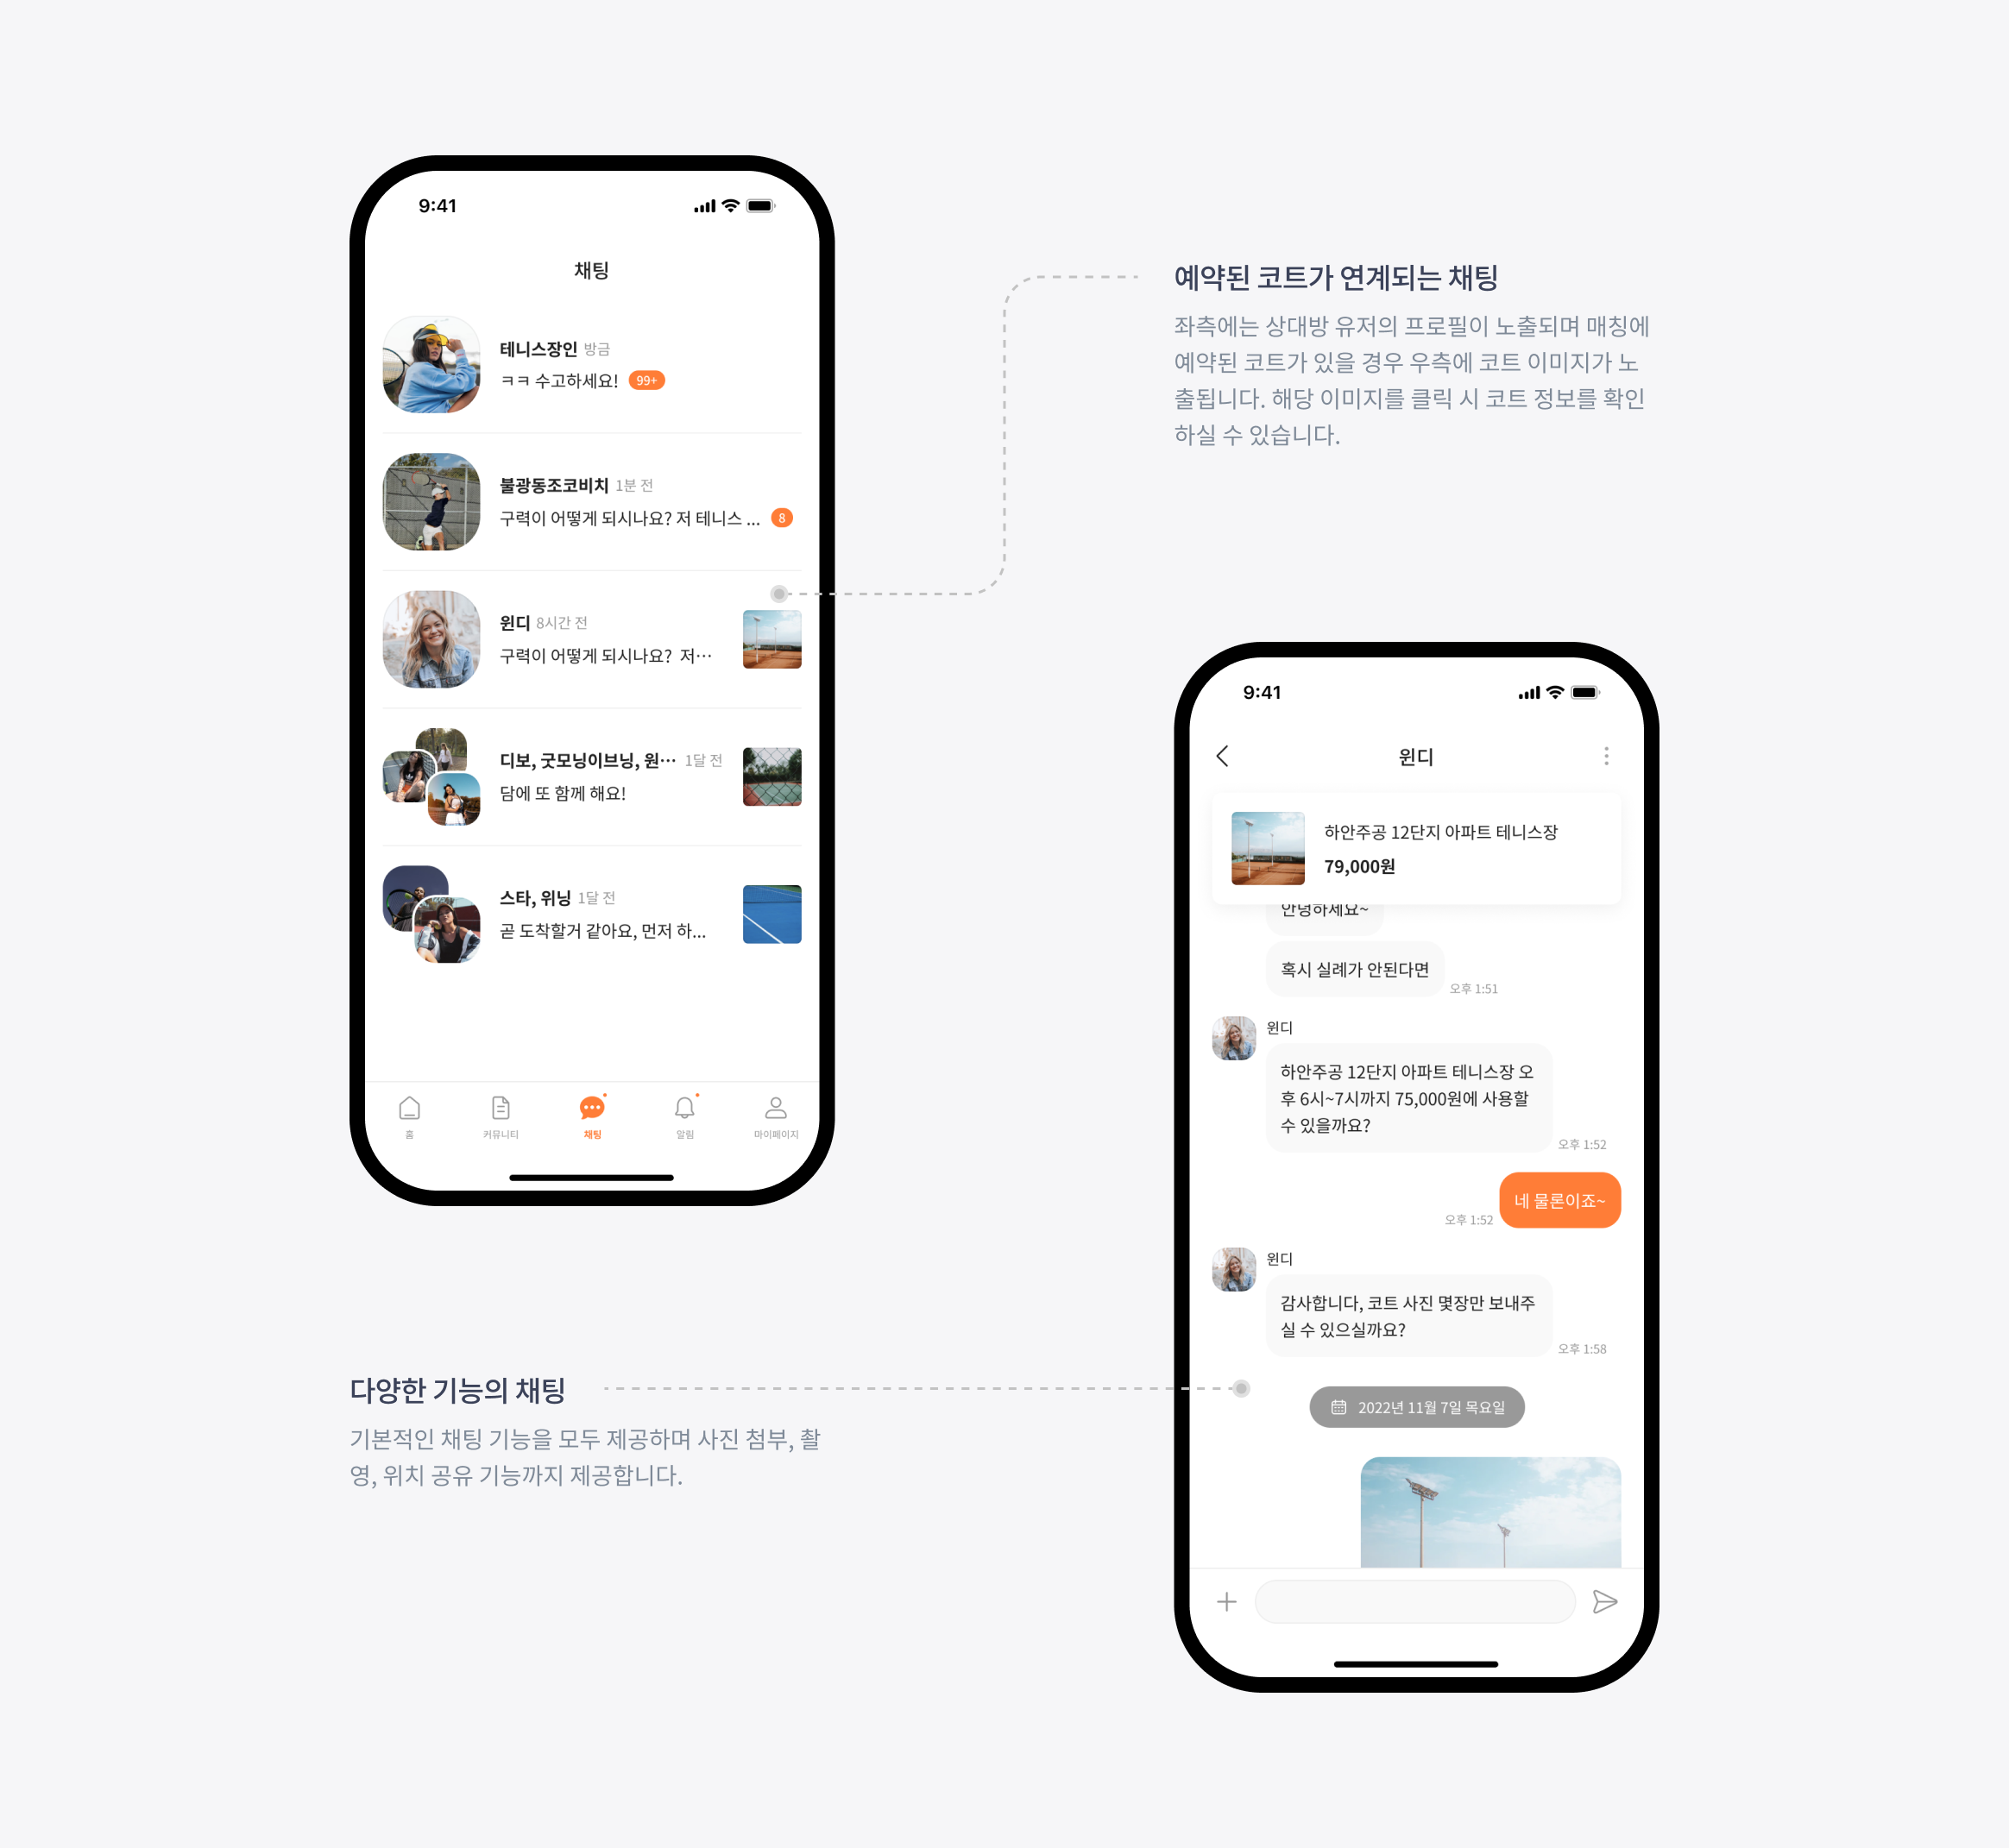 9:41
채팅
테니스장인 방금
ㅋㅋ 수고하세요! 99+
불광동조코비치 1분 전
구력이 어떻게 되시나요? 저 테니스 ... 8
윈디 8시간 전
구력이 어떻게 되시나요? 저…
디보, 굿모닝이브닝, 원… 1달 전
담에 또 함께 해요!
스타, 위닝 1달 전
곧 도착할거 같아요, 먼저 하...
홈 커뮤니티 채팅 알림 마이페이지
예약된 코트가 연계되는 채팅
좌측에는 상대방 유저의 프로필이 노출되며 매칭에
예약된 코트가 있을 경우 우측에 코트 이미지가 노
출됩니다. 해당 이미지를 클릭 시 코트 정보를 확인
하실 수 있습니다.
9:41
윈디
하안주공 12단지 아파트 테니스장
79,000원
안녕하세요~
혹시 실례가 안된다면
오후 1:51
윈디
하안주공 12단지 아파트 테니스장 오
후 6시~7시까지 75,000원에 사용할
수 있을까요?
오후 1:52
네 물론이죠~
오후 1:52
윈디
감사합니다, 코트 사진 몇장만 보내주
실 수 있으실까요?
오후 1:58
2022년 11월 7일 목요일
다양한 기능의 채팅
기본적인 채팅 기능을 모두 제공하며 사진 첨부, 촬
영, 위치 공유 기능까지 제공합니다.